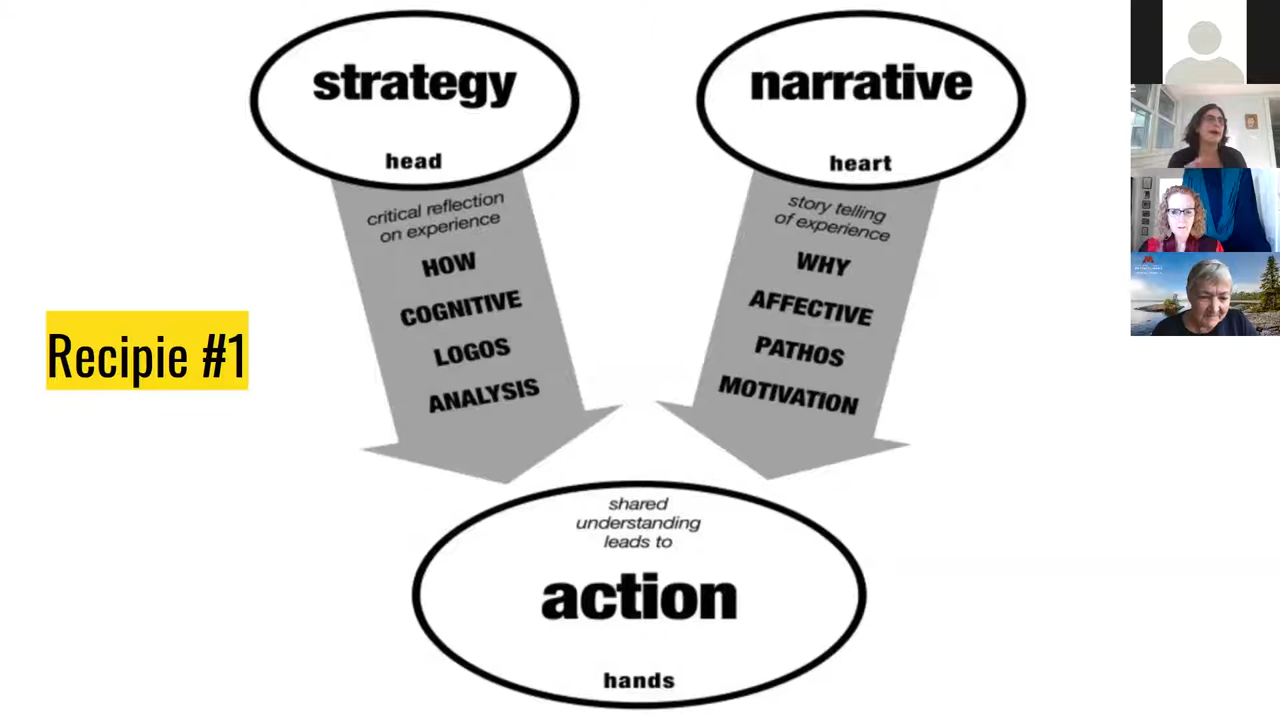 strategy
head
critical reflection
on experience
HOW
COGNITIVE
LOGOS
ANALYSIS
narrative
heart
story telling
of experience
WHY
AFFECTIVE
PATHOS
MOTIVATION
Recipie #1
shared
understanding
leads to
action
hands